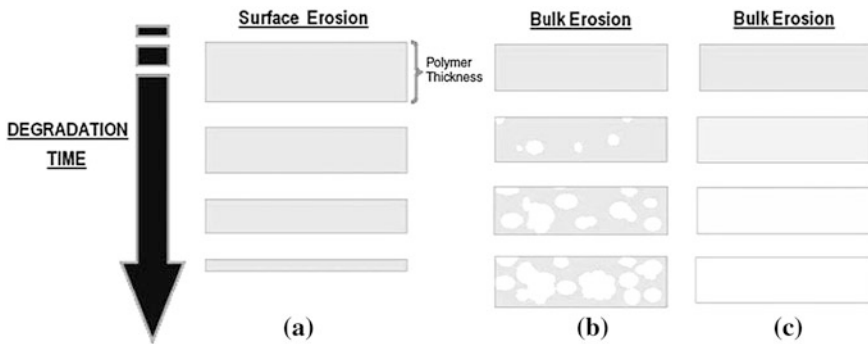 Surface Erosion
Bulk Erosion
Bulk Erosion
Polymer
Thickness
DEGRADATION
TIME
(a)
(b)
(c)